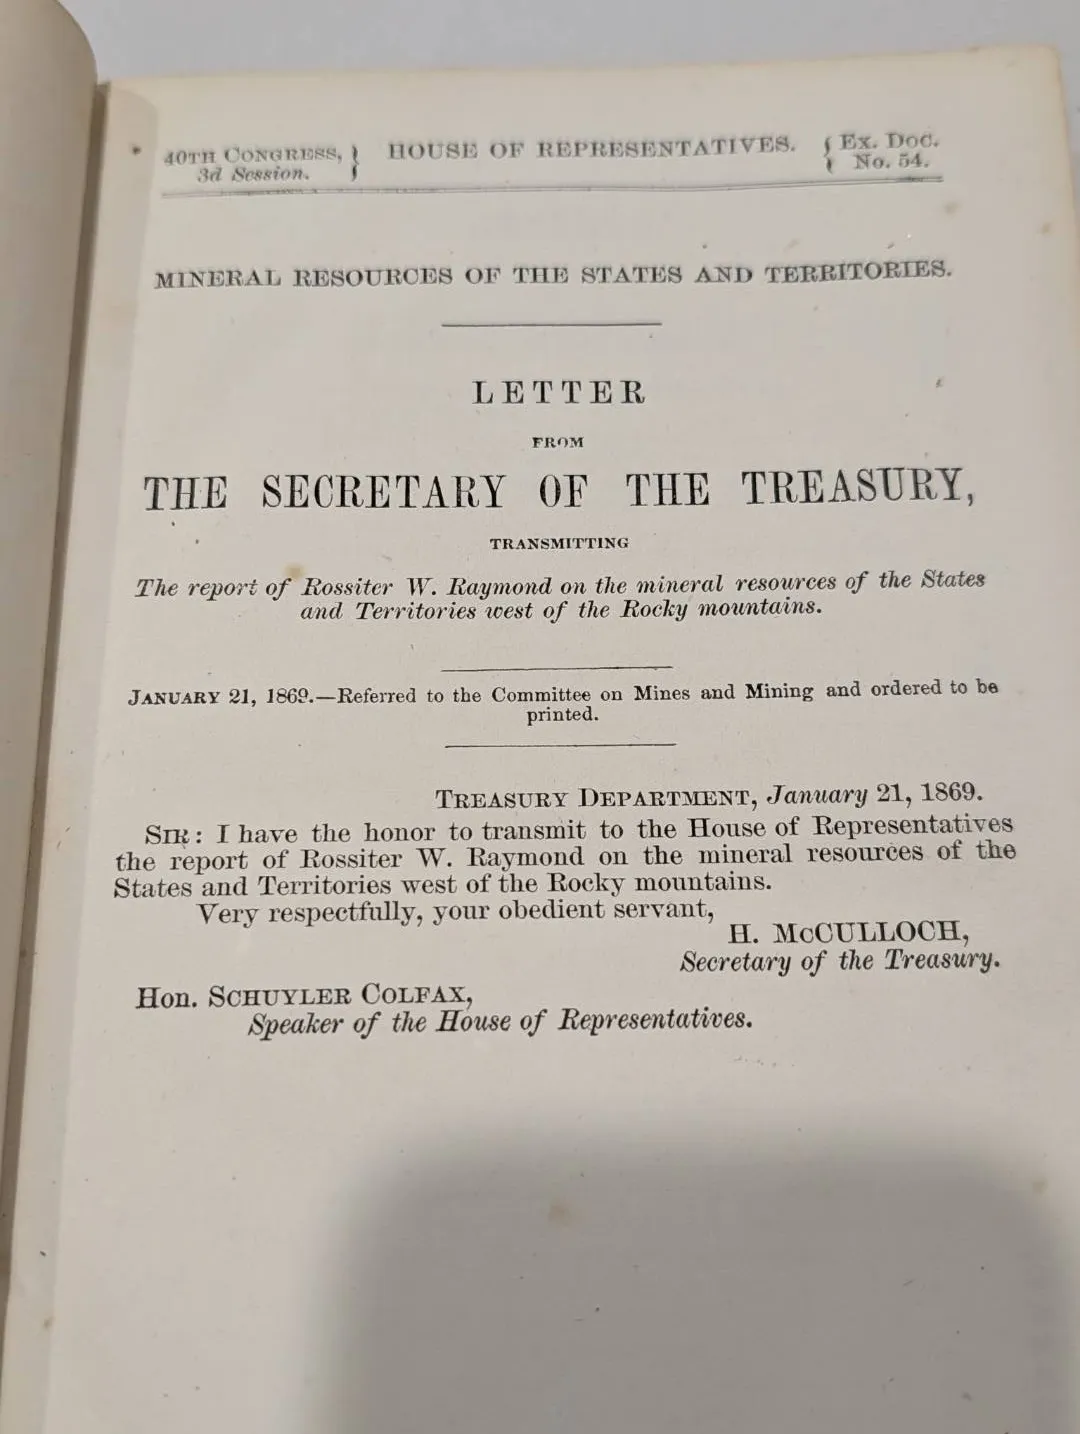 40TH CONGRESS, } HOUSE OF REPRESENTATIVES. { Ex. Doc.
3d Session. } { No. 54.
MINERAL RESOURCES OF THE STATES AND TERRITORIES.
LETTER
FROM
THE SECRETARY OF THE TREASURY,
TRANSMITTING
The report of Rossiter W. Raymond on the mineral resources of the States
and Territories west of the Rocky mountains.
JANUARY 21, 1869.—Referred to the Committee on Mines and Mining and ordered to be
printed.
TREASURY DEPARTMENT, January 21, 1869.
SIR: I have the honor to transmit to the House of Representatives
the report of Rossiter W. Raymond on the mineral resources of the
States and Territories west of the Rocky mountains.
Very respectfully, your obedient servant,
H. McCULLOCH,
Secretary of the Treasury.
Hon. SCHUYLER COLFAX,
Speaker of the House of Representatives.